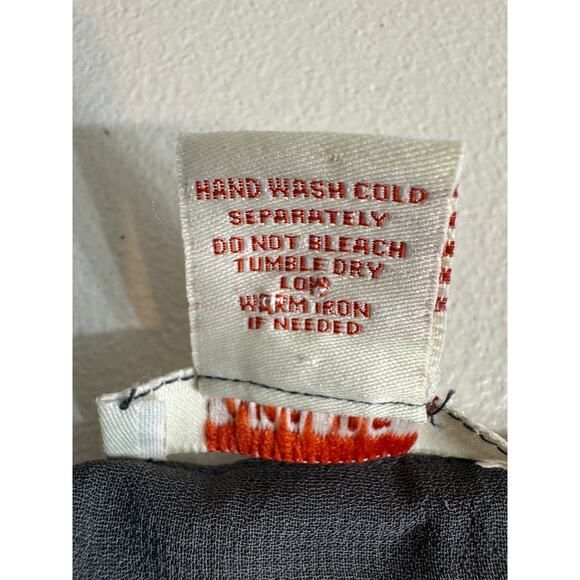 HAND WASH COLD
SEPARATELY
DO NOT BLEACH
TUMBLE DRY
LOW
WARM IRON
IF NEEDED